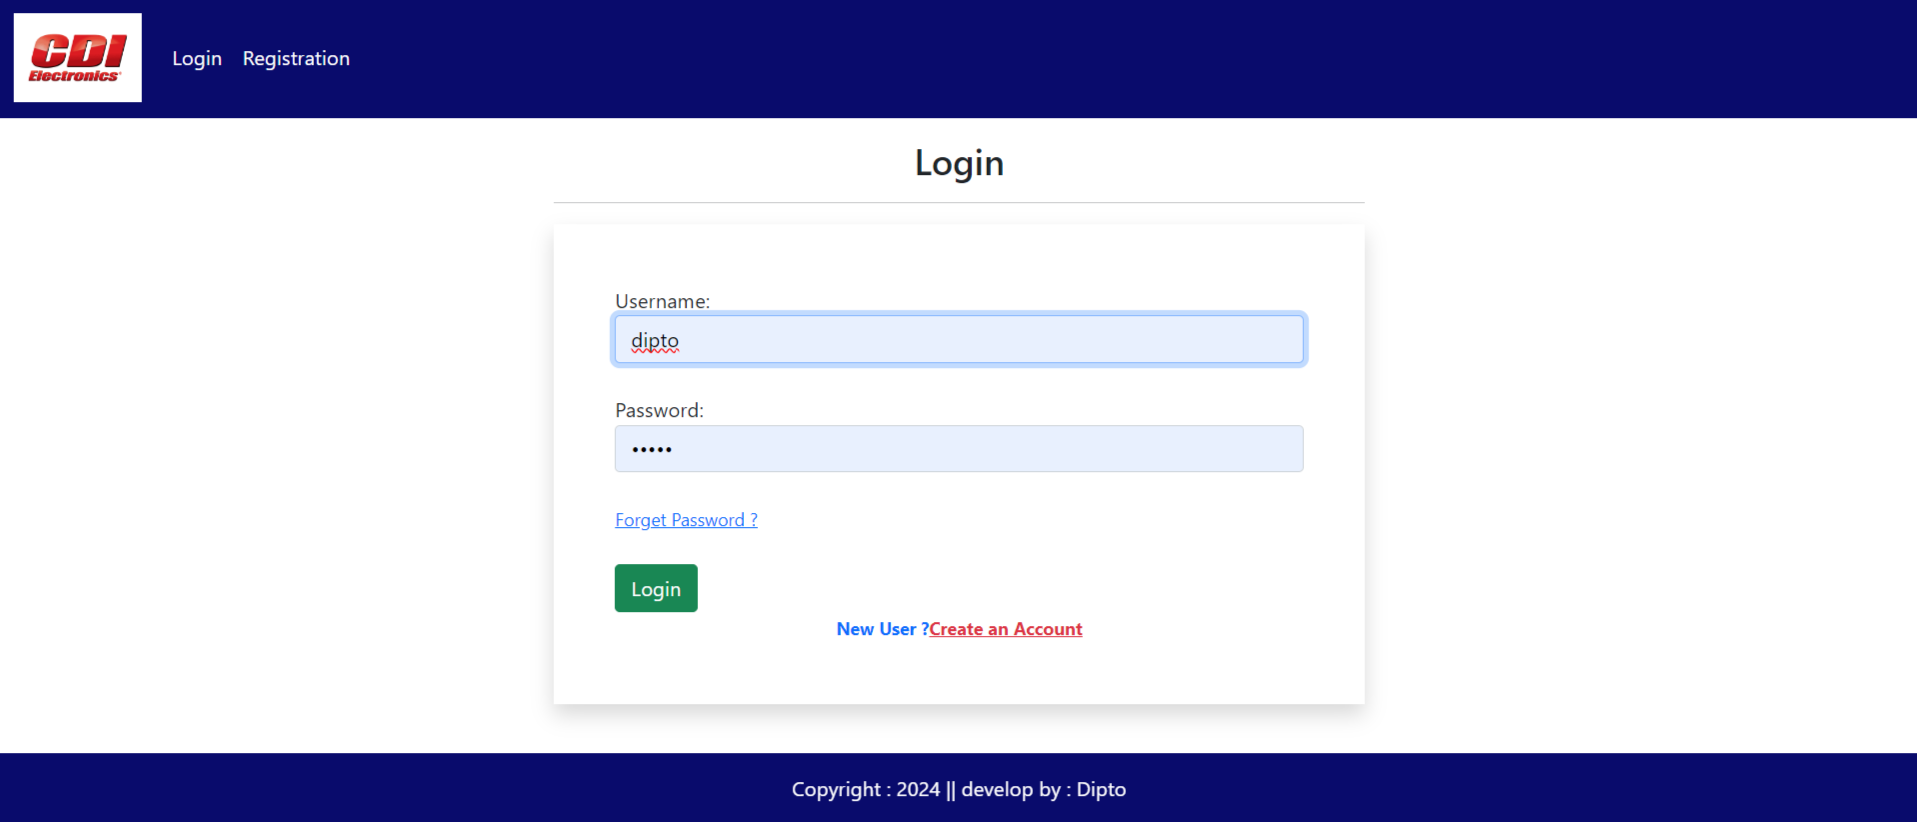 CDI
Electronics
Login Registration
Login
Username:
dipto
Password:
•••••
Forget Password ?
Login
New User ?Create an Account
Copyright : 2024 || develop by : Dipto